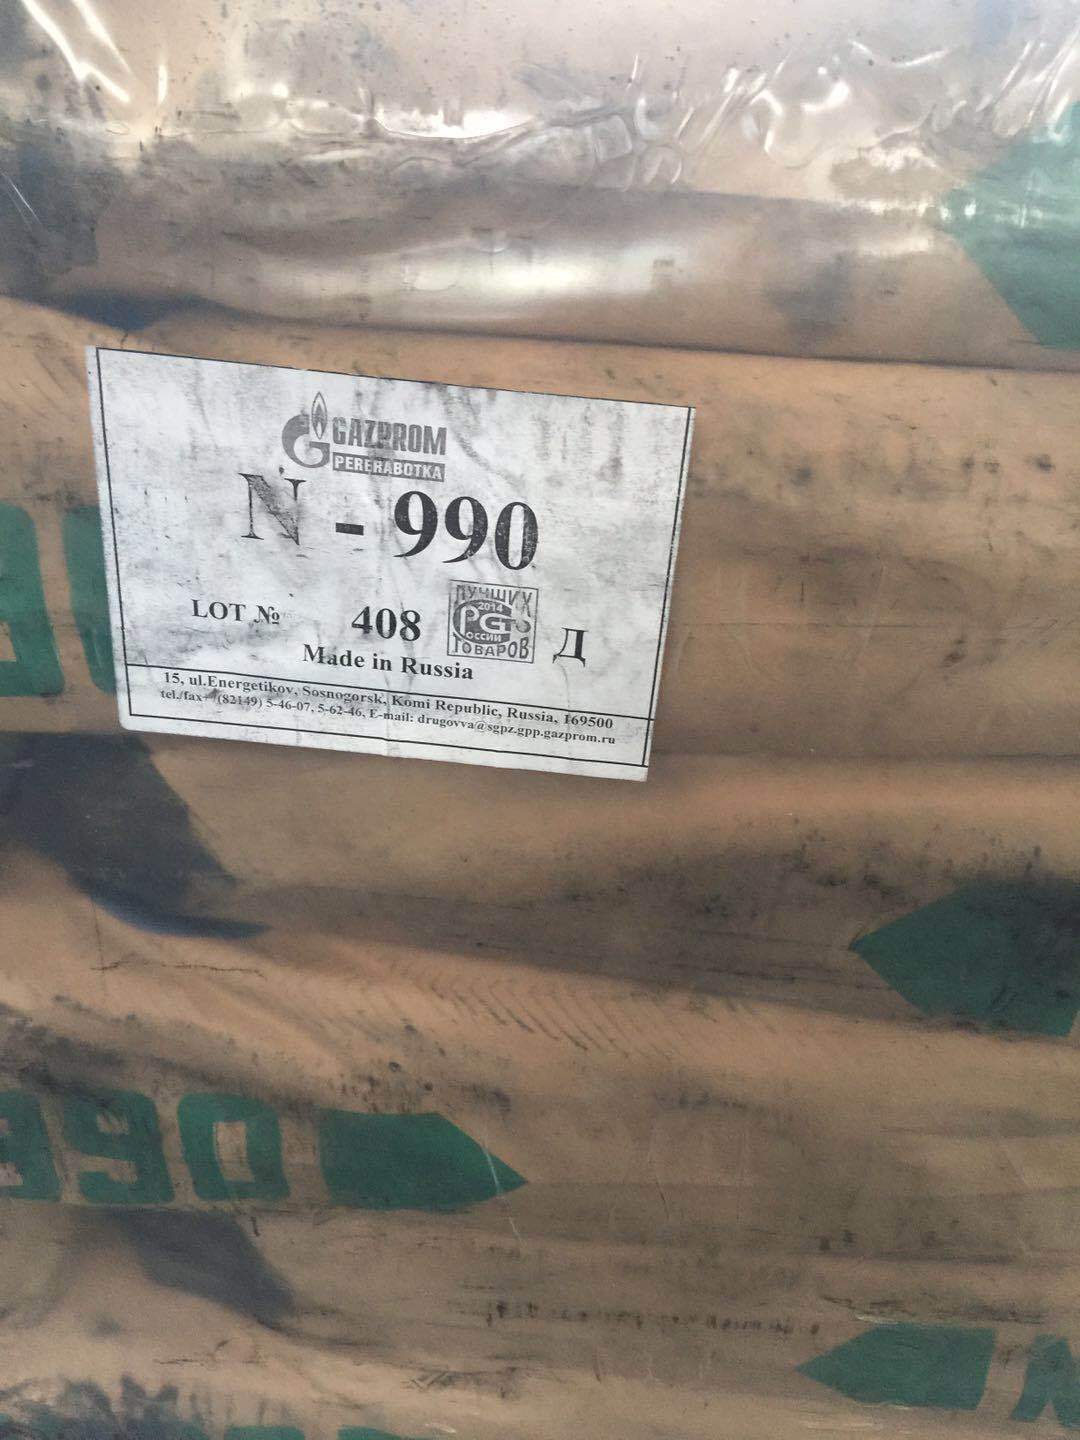 GAZPROM
PERERABOTKA
N - 990
LOT № 408
ЛУЧШИХ
2014
РОССИИ
ТОВАРОВ
Д
Made in Russia
15, ul.Energetikov, Sosnogorsk, Komi Republic, Russia, 169500
tel./fax+ (82149) 5-46-07, 5-62-46, E-mail: drugovva@sgpz.gpp.gazprom.ru
990
N